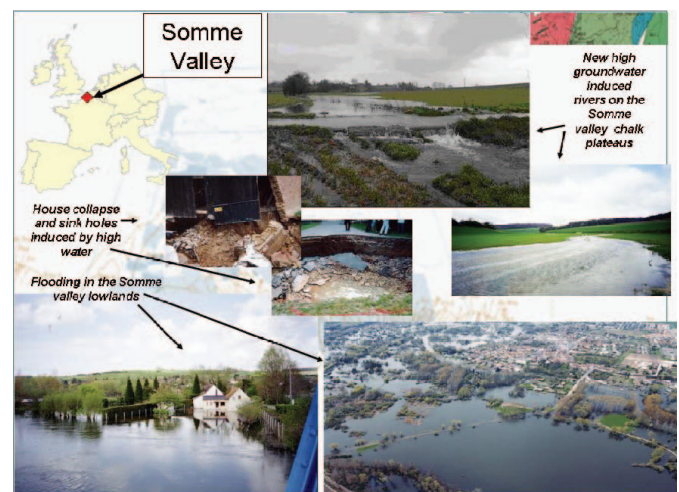 Somme
Valley
New high
groundwater
induced
rivers on the
Somme
valley chalk
plateaus
House collapse
and sink holes
induced by high
water
Flooding in the Somme
valley lowlands